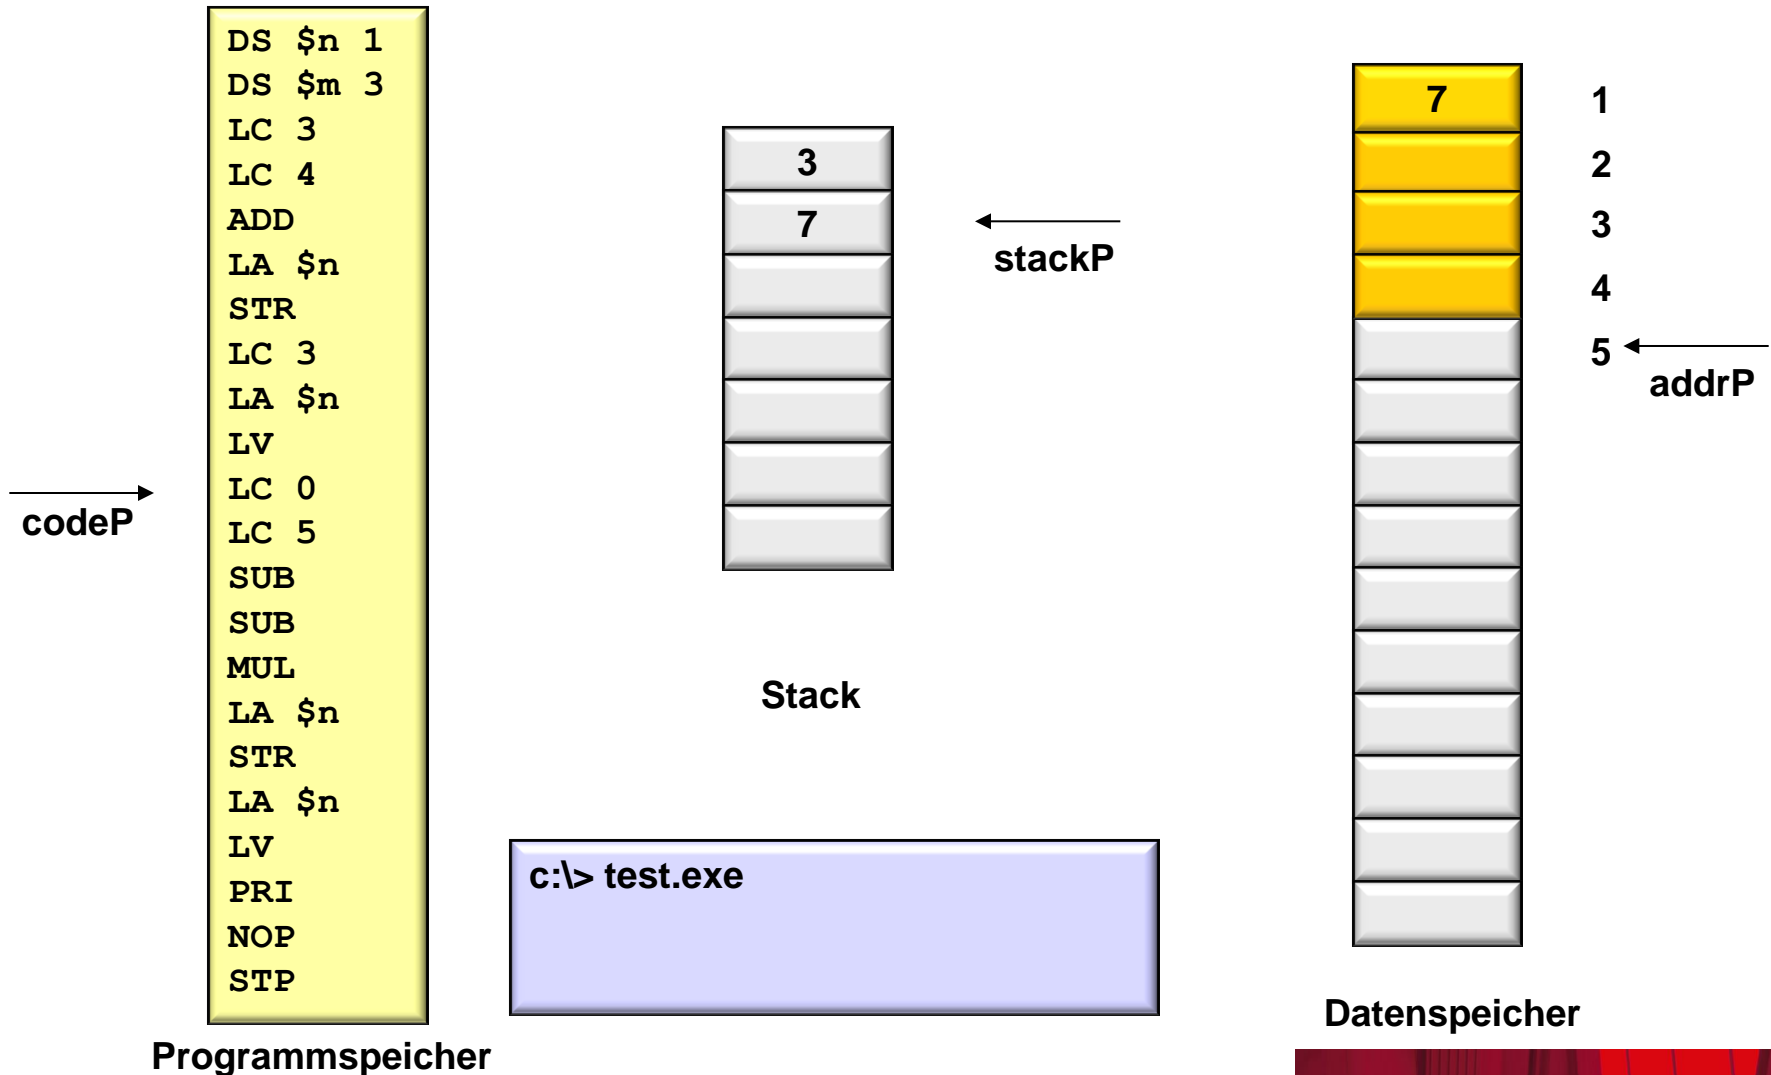 DS $n 1
DS $m 3
LC 3
LC 4
ADD
LA $n
STR
LC 3
LA $n
LV
LC 0
LC 5
SUB
SUB
MUL
LA $n
STR
LA $n
LV
PRI
NOP
STP
codeP
Programmspeicher
3
7
stackP
Stack
c:\> test.exe
7
1
2
3
4
5
addrP
Datenspeicher